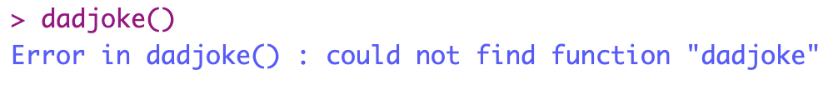 > dadjoke()
Error in dadjoke() : could not find function "dadjoke"